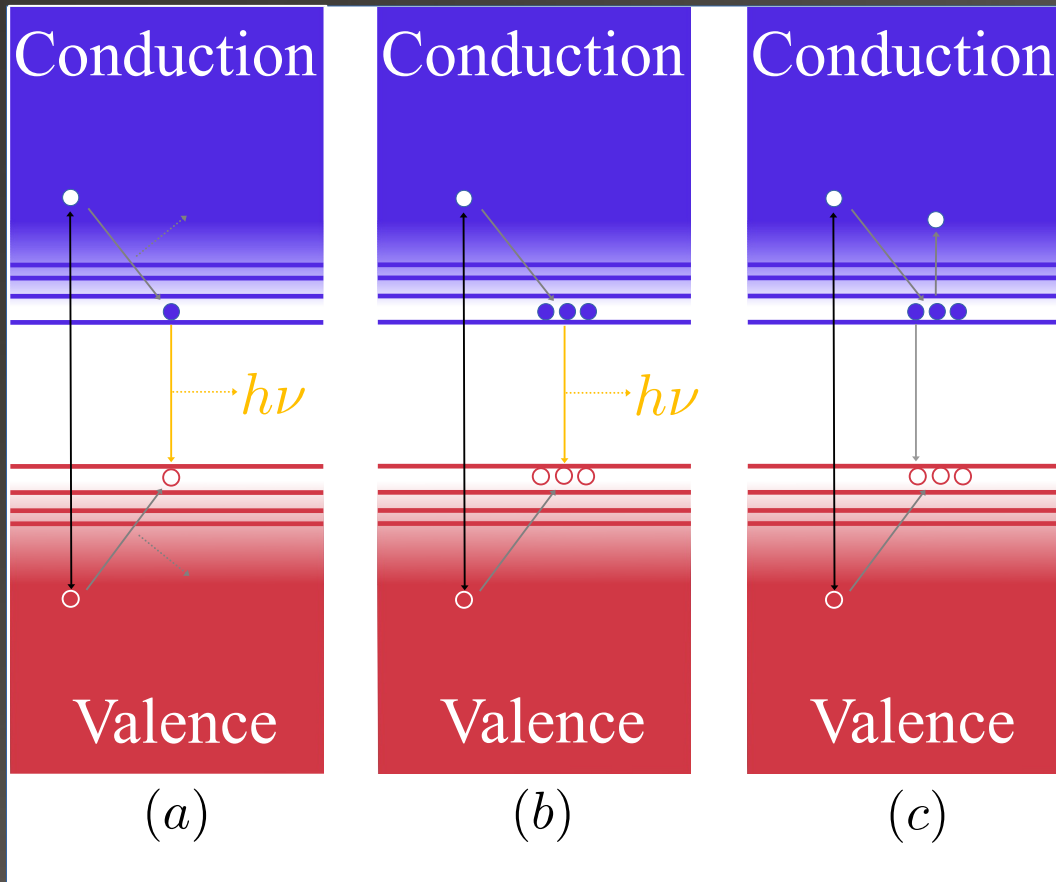 Conduction Conduction Conduction
hν hν
Valence Valence Valence
(a) (b) (c)